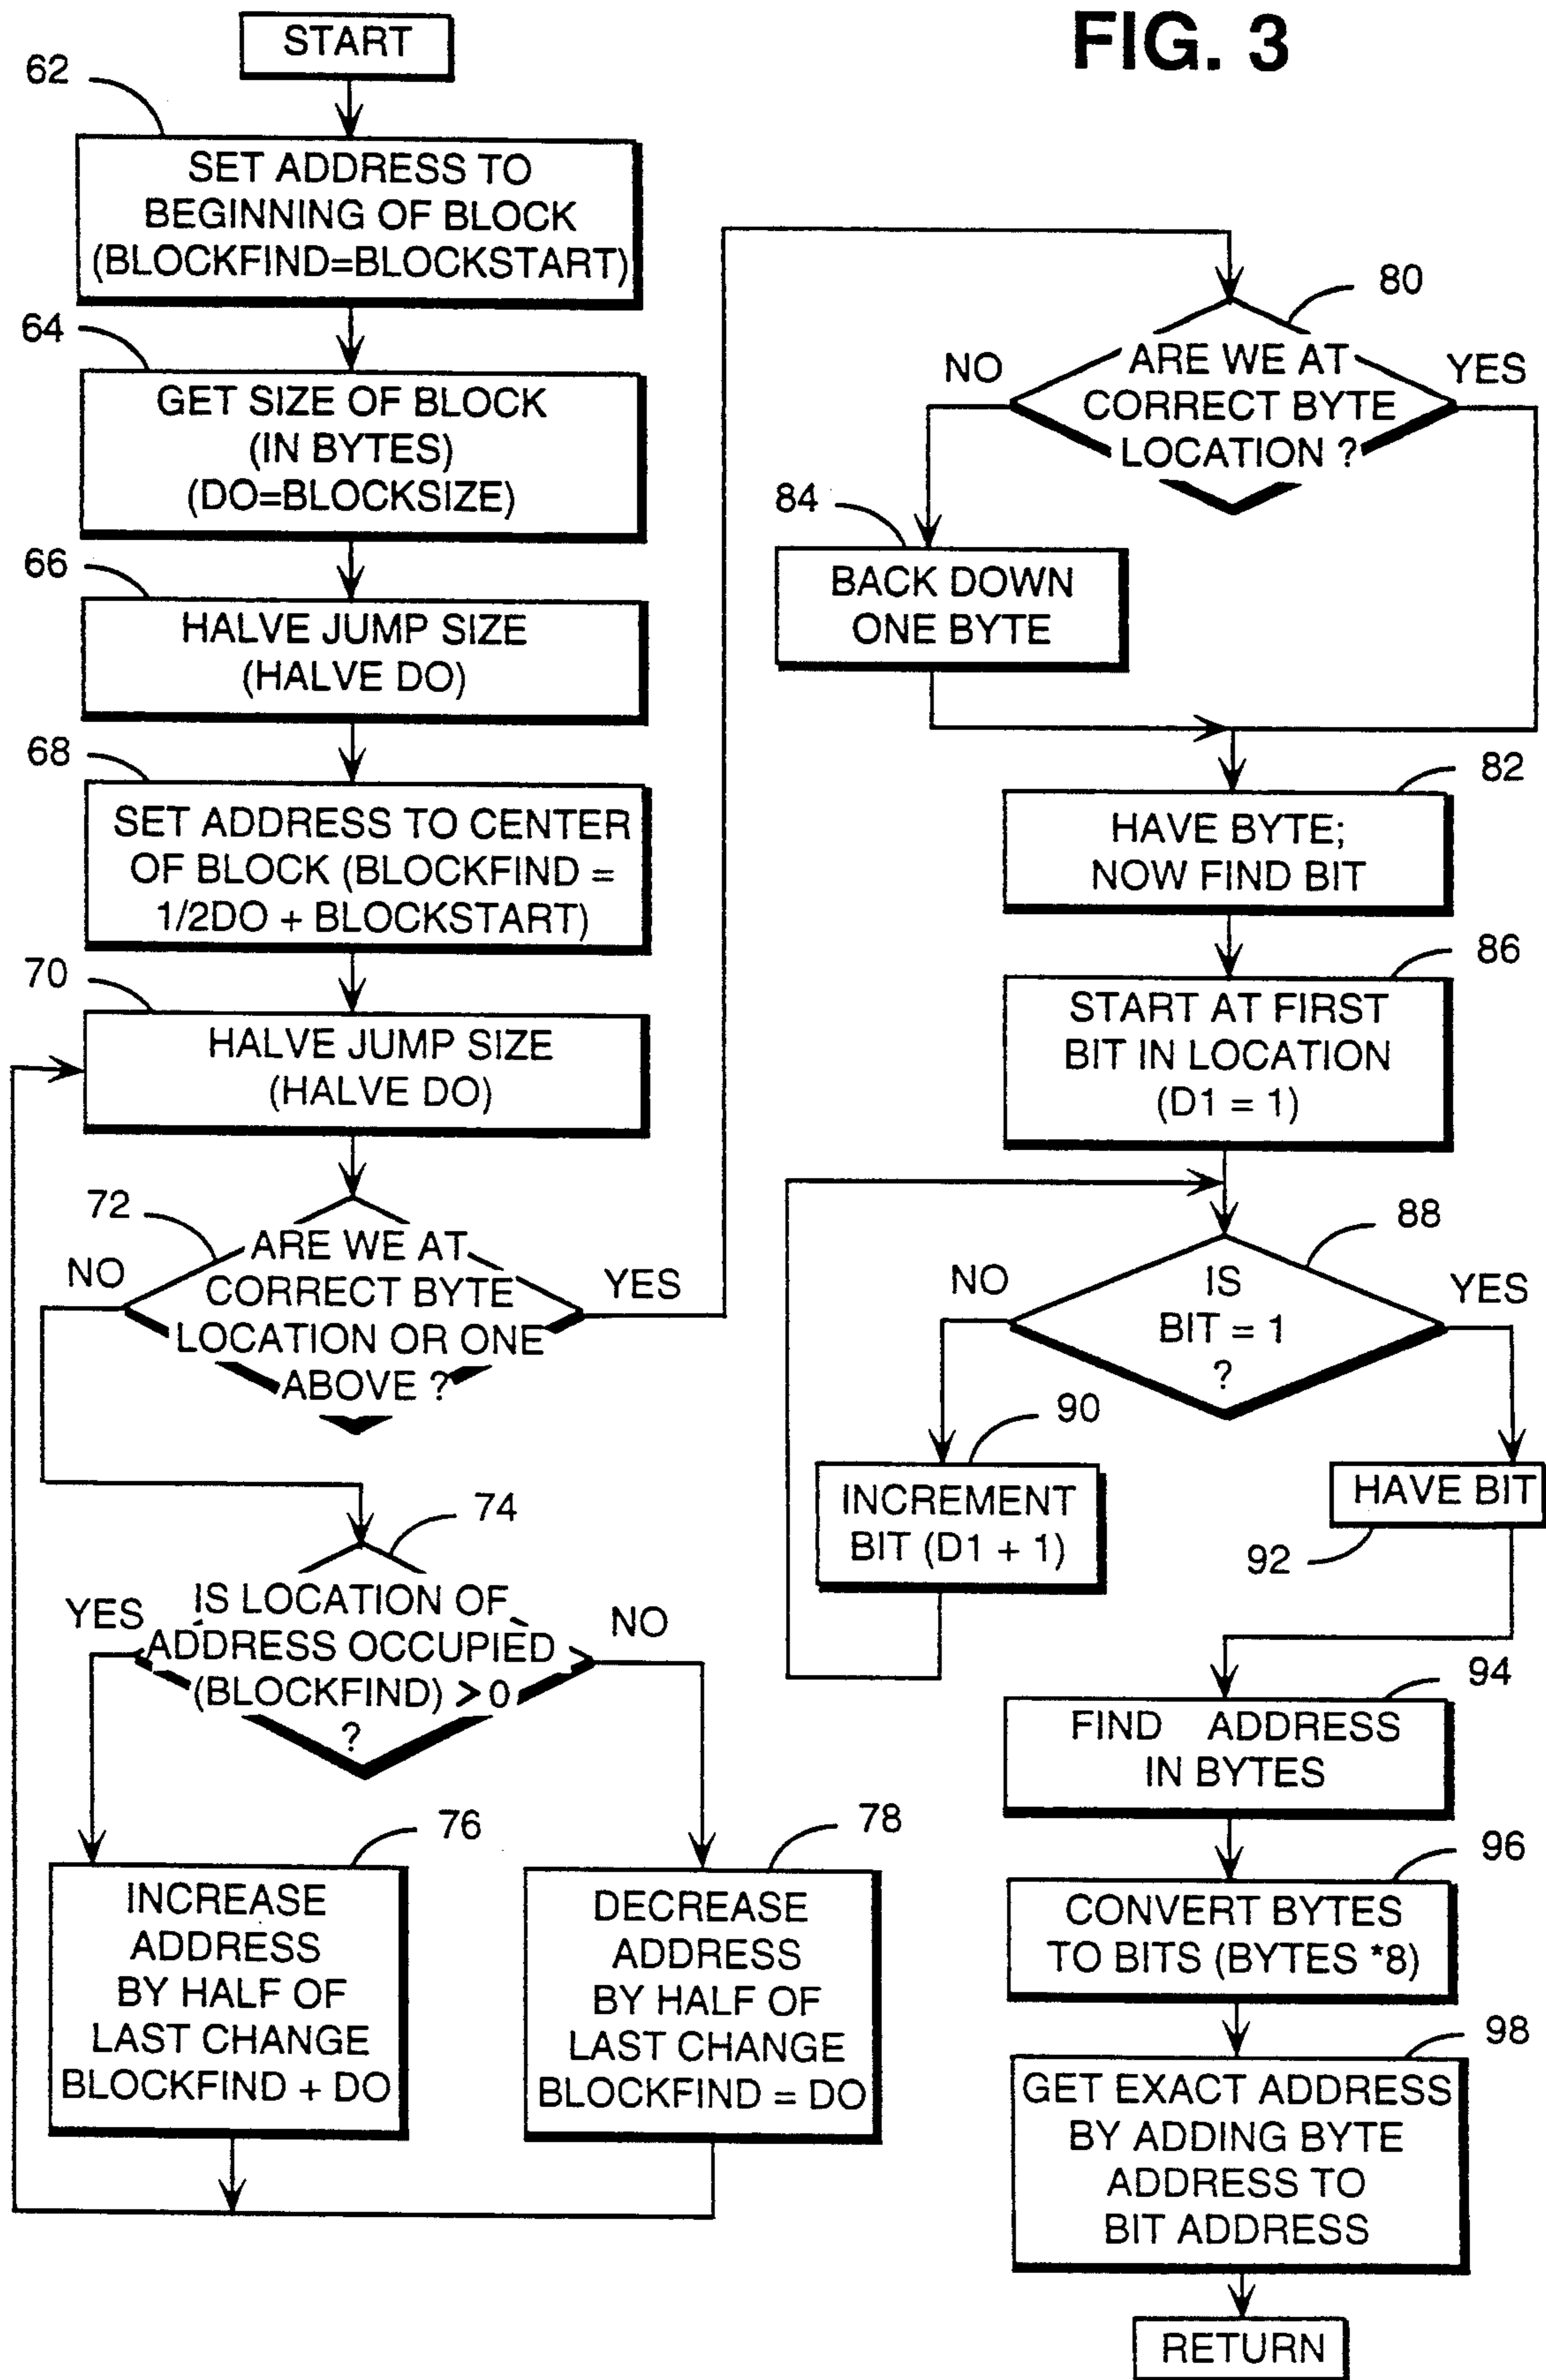 FIG. 3
START
62
SET ADDRESS TO
BEGINNING OF BLOCK
(BLOCKFIND=BLOCKSTART)
64
GET SIZE OF BLOCK
(IN BYTES)
(DO=BLOCKSIZE)
66
HALVE JUMP SIZE
(HALVE DO)
68
SET ADDRESS TO CENTER
OF BLOCK (BLOCKFIND =
1/2DO + BLOCKSTART)
70
HALVE JUMP SIZE
(HALVE DO)
72
NO
ARE WE AT
CORRECT BYTE
LOCATION OR ONE
ABOVE ?
YES
74
YES
IS LOCATION OF
ADDRESS OCCUPIED
(BLOCKFIND) > 0
?
NO
76
INCREASE
ADDRESS
BY HALF OF
LAST CHANGE
BLOCKFIND + DO
78
DECREASE
ADDRESS
BY HALF OF
LAST CHANGE
BLOCKFIND = DO
80
NO
ARE WE AT
CORRECT BYTE
LOCATION ?
YES
84
BACK DOWN
ONE BYTE
82
HAVE BYTE;
NOW FIND BIT
86
START AT FIRST
BIT IN LOCATION
(D1 = 1)
88
NO
IS
BIT = 1
?
YES
90
INCREMENT
BIT (D1 + 1)
HAVE BIT
92
94
FIND ADDRESS
IN BYTES
96
CONVERT BYTES
TO BITS (BYTES *8)
98
GET EXACT ADDRESS
BY ADDING BYTE
ADDRESS TO
BIT ADDRESS
RETURN